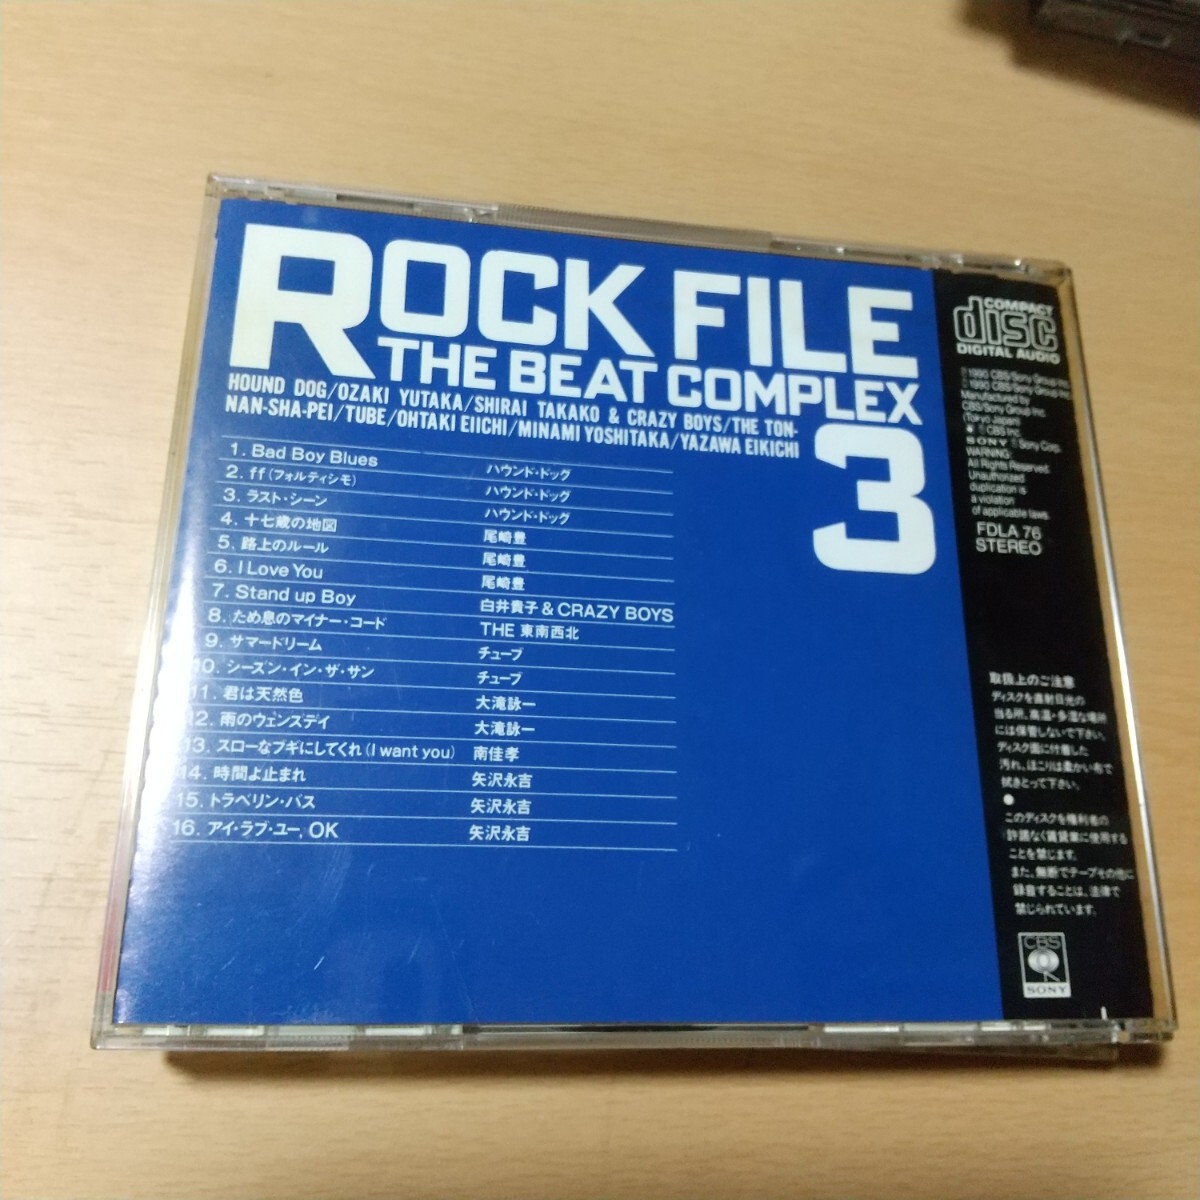 ROCK FILE
THE BEAT COMPLEX
3
HOUND DOG/OZAKI YUTAKA/SHIRAI TAKAKO & CRAZY BOYS/THE TON-
NAN-SHA-PEI/TUBE/OHTAKI EIICHI/MINAMI YOSHITAKA/YAZAWA EIKICHI
1. Bad Boy Blues ハウンド・ドッグ
2. ff(フォルティシモ) ハウンド・ドッグ
3. ラスト・シーン ハウンド・ドッグ
4. 十七歳の地図 尾崎豊
5. 路上のルール 尾崎豊
6. I Love You 尾崎豊
7. Stand up Boy 白井貴子 & CRAZY BOYS
8. ため息のマイナー・コード THE 東南西北
9. サマードリーム チューブ
10. シーズン・イン・ザ・サン チューブ
11. 君は天然色 大滝詠一
12. 雨のウェンズデイ 大滝詠一
13. スローなブギにしてくれ(I want you) 南佳孝
14. 時間よ止まれ 矢沢永吉
15. トラベリン・バス 矢沢永吉
16. アイ・ラブ・ユー, OK 矢沢永吉
COMPACT
disc
DIGITAL AUDIO
℗1990 CBS/Sony Group Inc.
©1990 CBS/Sony Group Inc.
Manufactured by
CBS/Sony Group Inc.
(Tokyo Japan)
CBS Inc.
SONY Sony Corp.
WARNING:
All Rights Reserved.
Unauthorized
duplication is
a violation
of applicable laws.
FDLA 76
STEREO
取扱上のご注意
ディスクを直射日光の
当る所、高温・多湿な場所
には保管しないで下さい。
ディスク面に付着した
汚れ、ほこりは柔かい布で
拭きとって下さい。
●
このディスクを権利者の
許諾なく賃貸業に使用する
ことを禁じます。
また、無断でテープその他に
録音することは、法律で
禁じられています。
CBS
SONY